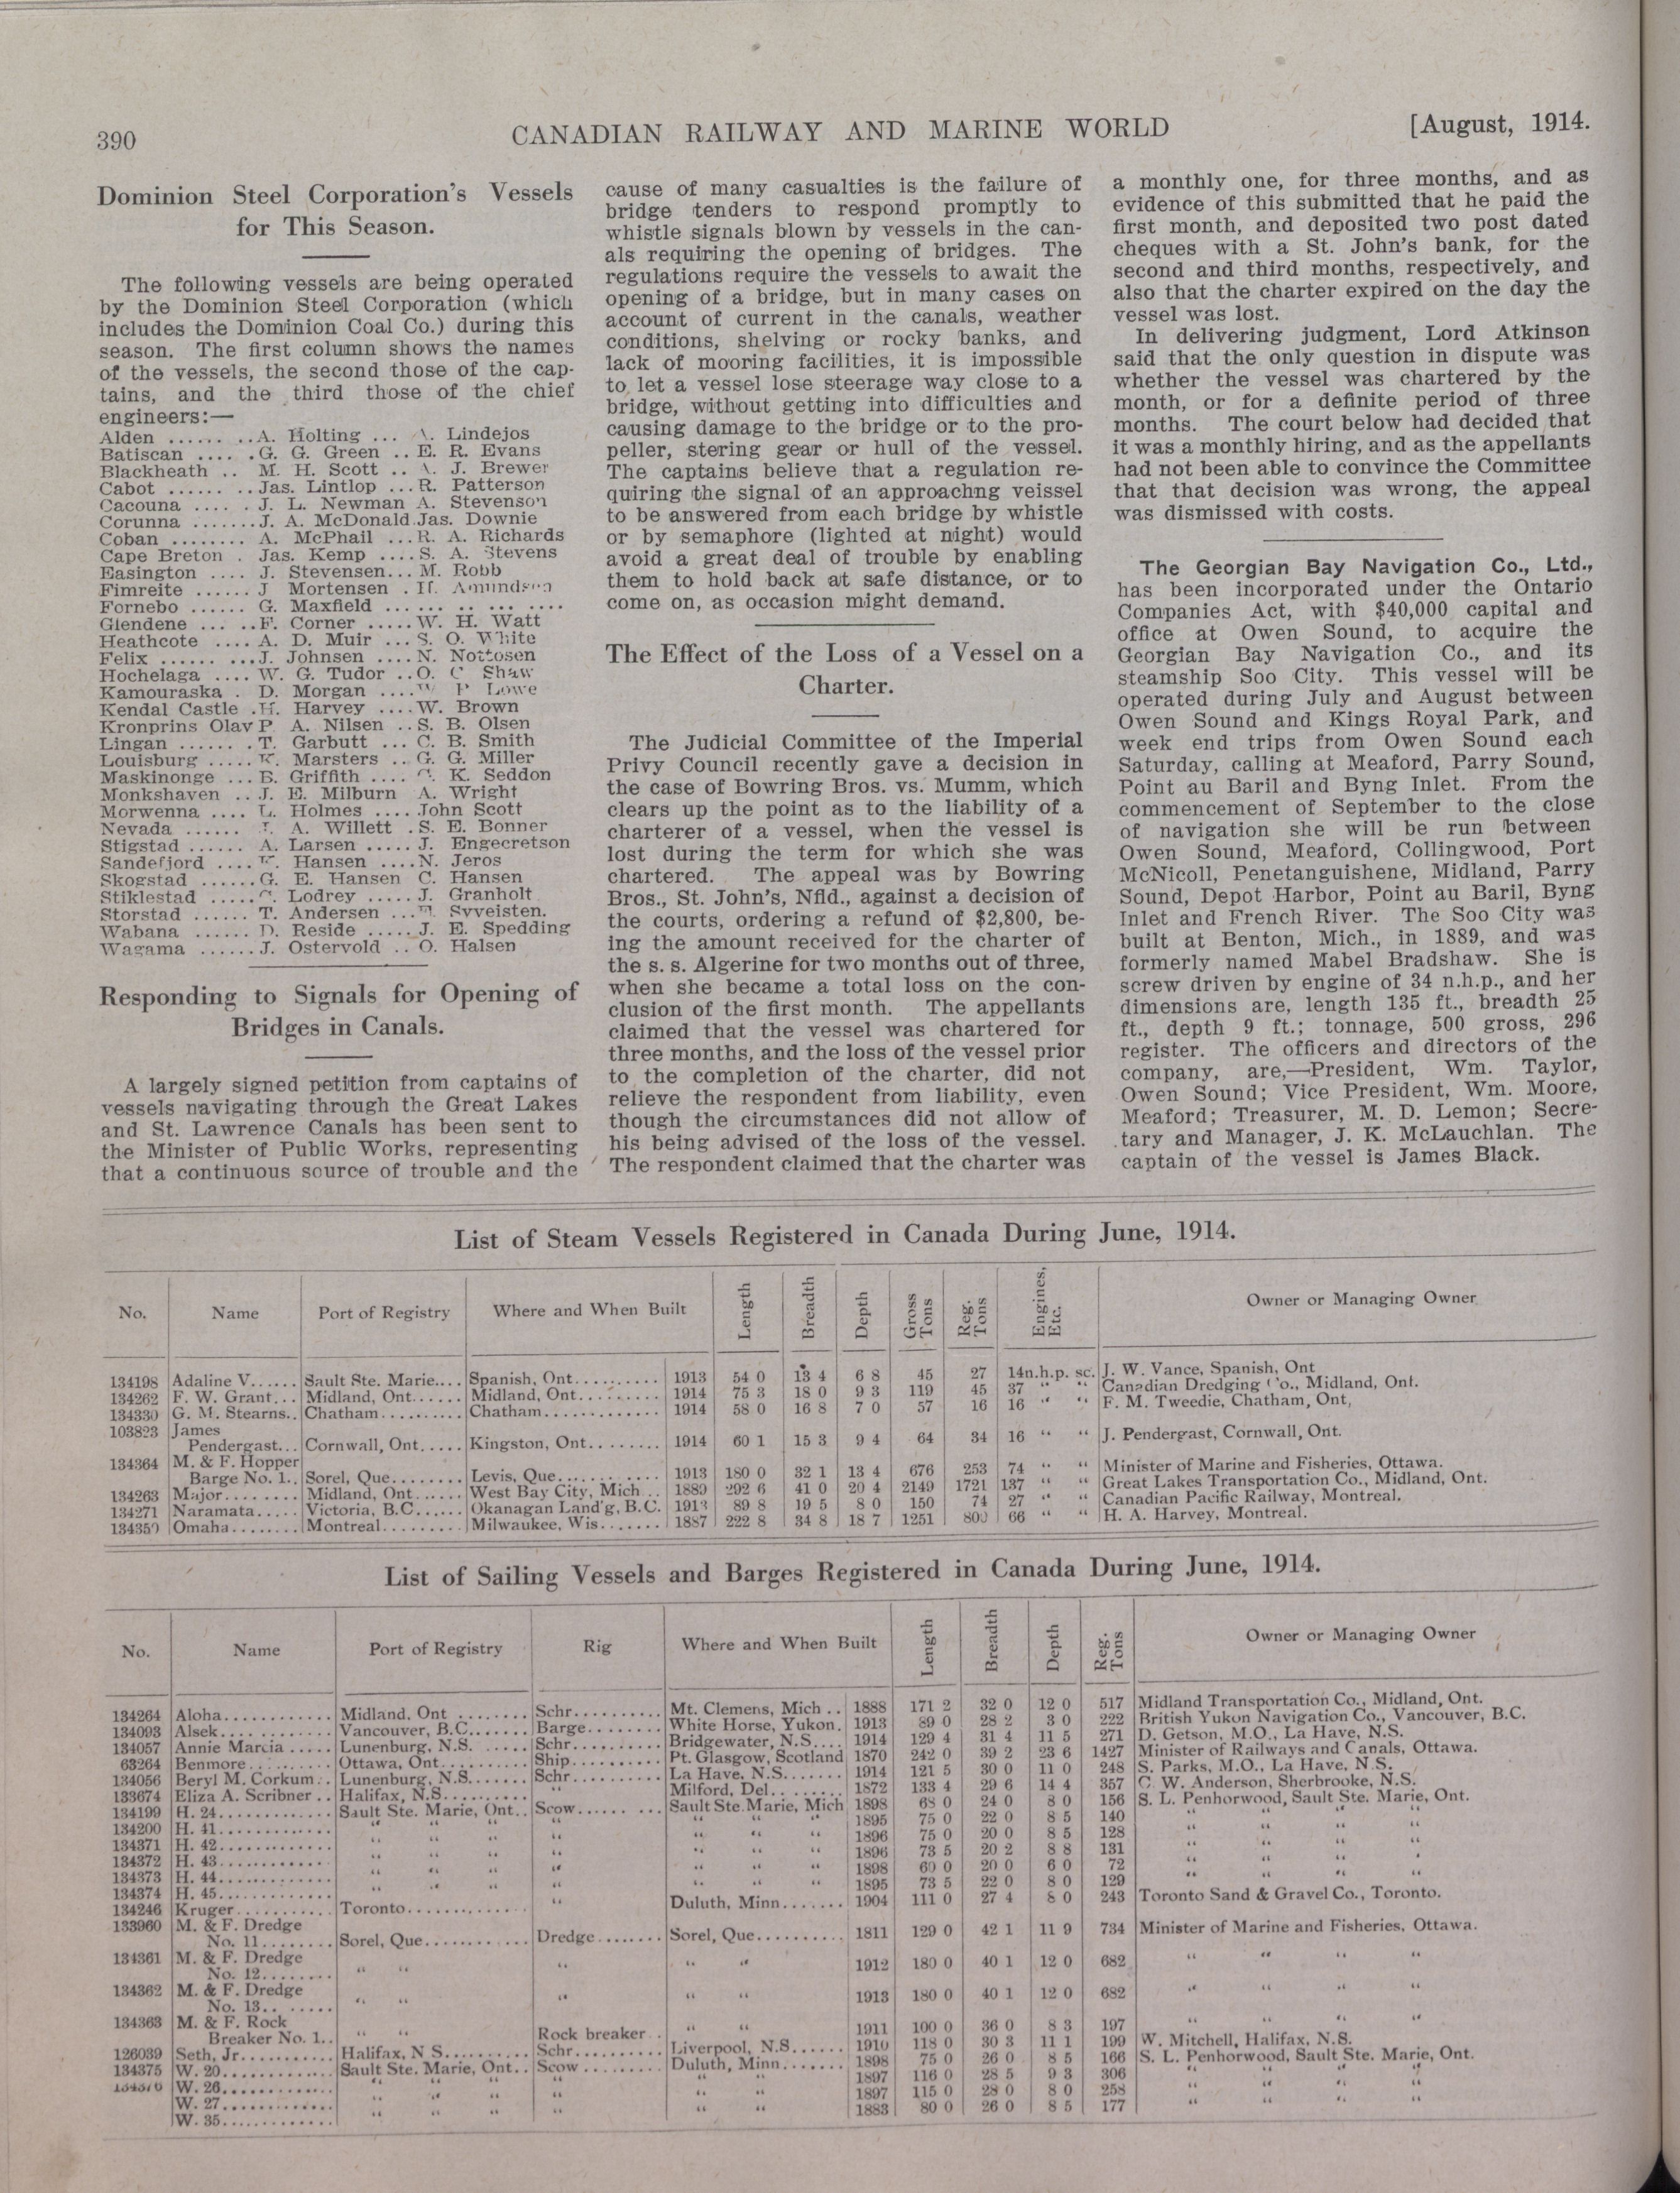 390
CANADIAN RAILWAY AND MARINE WORLD
[August, 1914.
Dominion Steel Corporation's Vessels
for This Season.
The following vessels are being operated
by the Dominion Steel Corporation (which
includes the Dominion Coal Co.) during this
season. The first column shows the names
of the vessels, the second those of the cap-
tains, and the third those of the chief
engineers:—
Alden ...... ..A. Holting ... A. Lindejos
Batiscan .... .G. G. Green .. E. R. Evans
Blackheath .. M. H. Scott .. A. J. Brewer
Cabot ...... ..Jas. Lintlop ...R. Patterson
Cacouna .... . J. L. Newman A. Stevenson
Corunna .......J. A. McDonald.Jas. Downie
Coban ........ A. McPhail ...R. A. Richards
Cape Breton . Jas. Kemp ....S. A. Stevens
Easington .... J. Stevensen... M. Robb
Fimreite ...... J Mortensen . H. Amundsen
Fornebo ...... G. Maxfield ... ... .. ... ....
Glendene ... ..F. Corner .....W. H. Watt
Heathcote .... A. D. Muir ...S. O. White
Felix ...... ...J. Johnsen ....N. Nottosen
Hochelaga .... W. G. Tudor ..O. C Shaw
Kamouraska . D. Morgan ....W P Lowe
Kendal Castle .H. Harvey ....W. Brown
Kronprins Olav P A. Nilsen ..S. B. Olsen
Lingan ...... .T. Garbutt ... C. B. Smith
Louisburg ..... K. Marsters ..G. G. Miller
Maskinonge ...B. Griffith .... C. K. Seddon
Monkshaven ..J. E. Milburn A. Wright
Morwenna .... L. Holmes ....John Scott
Nevada ...... A. Willett .S. E. Bonner
Stigstad ...... A. Larsen .....J. Engecretson
Sandefjord .... K. Hansen ....N. Jeros
Skogstad ......G. E. Hansen C. Hansen
Stiklestad ..... Lodrey .....J. Granholt
Storstad ...... T. Andersen ... Svveisten.
Wabana ...... D. Reside .....J. E. Spedding
Wagama ......J. Ostervold .. O. Halsen
Responding to Signals for Opening of
Bridges in Canals.
A largely signed petition from captains of
vessels navigating through the Great Lakes
and St. Lawrence Canals has been sent to
the Minister of Public Works, representing
that a continuous source of trouble and the
cause of many casualties is the failure of
bridge tenders to respond promptly to
whistle signals blown by vessels in the can-
als requiring the opening of bridges. The
regulations require the vessels to await the
opening of a bridge, but in many cases on
account of current in the canals, weather
conditions, shelving or rocky banks, and
lack of mooring facilities, it is impossible
to let a vessel lose steerage way close to a
bridge, without getting into difficulties and
causing damage to the bridge or to the pro-
peller, stering gear or hull of the vessel.
The captains believe that a regulation re-
quiring the signal of an approachng veissel
to be answered from each bridge by whistle
or by semaphore (lighted at night) would
avoid a great deal of trouble by enabling
them to hold back at safe distance, or to
come on, as occasion might demand.
The Effect of the Loss of a Vessel on a
Charter.
The Judicial Committee of the Imperial
Privy Council recently gave a decision in
the case of Bowring Bros. vs. Mumm, which
clears up the point as to the liability of a
charterer of a vessel, when the vessel is
lost during the term for which she was
chartered. The appeal was by Bowring
Bros., St. John's, Nfld., against a decision of
the courts, ordering a refund of $2,800, be-
ing the amount received for the charter of
the s. s. Algerine for two months out of three,
when she became a total loss on the con-
clusion of the first month. The appellants
claimed that the vessel was chartered for
three months, and the loss of the vessel prior
to the completion of the charter, did not
relieve the respondent from liability, even
though the circumstances did not allow of
his being advised of the loss of the vessel.
The respondent claimed that the charter was
a monthly one, for three months, and as
evidence of this submitted that he paid the
first month, and deposited two post dated
cheques with a St. John's bank, for the
second and third months, respectively, and
also that the charter expired on the day the
vessel was lost.
In delivering judgment, Lord Atkinson
said that the only question in dispute was
whether the vessel was chartered by the
month, or for a definite period of three
months. The court below had decided that
it was a monthly hiring, and as the appellants
had not been able to convince the Committee
that that decision was wrong, the appeal
was dismissed with costs.
The Georgian Bay Navigation Co., Ltd.,
has been incorporated under the Ontario
Companies Act, with $40,000 capital and
office at Owen Sound, to acquire the
Georgian Bay Navigation Co., and its
steamship Soo City. This vessel will be
operated during July and August between
Owen Sound and Kings Royal Park, and
week end trips from Owen Sound each
Saturday, calling at Meaford, Parry Sound,
Point au Baril and Byng Inlet. From the
commencement of September to the close
of navigation she will be run between
Owen Sound, Meaford, Collingwood, Port
McNicoll, Penetanguishene, Midland, Parry
Sound, Depot Harbor, Point au Baril, Byng
Inlet and French River. The Soo City was
built at Benton, Mich., in 1889, and was
formerly named Mabel Bradshaw. She is
screw driven by engine of 34 n.h.p., and her
dimensions are, length 135 ft., breadth 25
ft., depth 9 ft.; tonnage, 500 gross, 296
register. The officers and directors of the
company, are,—President, Wm. Taylor,
Owen Sound; Vice President, Wm. Moore,
Meaford; Treasurer, M. D. Lemon; Secre-
tary and Manager, J. K. McLauchlan. The
captain of the vessel is James Black.
List of Steam Vessels Registered in Canada During June, 1914.
No. Name Port of Registry Where and When Built Length Breadth Depth Gross Tons Reg. Tons Engines, Etc. Owner or Managing Owner
134198 Adaline V...... Sault Ste. Marie.... Spanish, Ont.......... 1913 54 0 13 4 6 8 45 27 14n.h.p. sc. J. W. Vance, Spanish, Ont
134262 F. W. Grant... Midland, Ont...... Midland, Ont.......... 1914 75 3 18 0 9 3 119 45 37 " " Canadian Dredging Co., Midland, Ont.
134330 G. M. Stearns.. Chatham.......... Chatham............. 1914 58 0 16 8 7 0 57 16 16 " " F. M. Tweedie, Chatham, Ont,
103823 James
Pendergast... Cornwall, Ont..... Kingston, Ont........ 1914 60 1 15 3 9 4 64 34 16 " " J. Pendergast, Cornwall, Ont.
134364 M. & F. Hopper
Barge No. 1.. Sorel, Que........ Levis, Que............ 1913 180 0 32 1 13 4 676 253 74 " " Minister of Marine and Fisheries, Ottawa.
134263 Major........ Midland, Ont...... West Bay City, Mich .. 1889 292 6 41 0 20 4 2149 1721 137 " " Great Lakes Transportation Co., Midland, Ont.
134271 Naramata..... Victoria, B.C...... Okanagan Land'g, B.C. 1913 89 8 19 5 8 0 150 74 27 " " Canadian Pacific Railway, Montreal.
134359 Omaha........ Montreal......... Milwaukee, Wis....... 1887 222 8 34 8 18 7 1251 800 66 " " H. A. Harvey, Montreal.
List of Sailing Vessels and Barges Registered in Canada During June, 1914.
No. Name Port of Registry Rig Where and When Built Length Breadth Depth Reg. Tons Owner or Managing Owner
134264 Aloha............ Midland, Ont ........ Schr.......... Mt. Clemens, Mich .. 1888 171 2 32 0 12 0 517 Midland Transportation Co., Midland, Ont.
134093 Alsek............ Vancouver, B.C....... Barge........ White Horse, Yukon. 1913 89 0 28 2 3 0 222 British Yukon Navigation Co., Vancouver, B.C.
134057 Annie Marcia ..... Lunenburg, N.S. ..... Schr.......... Bridgewater, N.S.... 1914 129 4 31 4 11 5 271 D. Getson, M.O., La Have, N.S.
63264 Benmore.......... Ottawa, Ont.......... Ship.......... Pt. Glasgow, Scotland 1870 242 0 39 2 23 6 1427 Minister of Railways and Canals, Ottawa.
134056 Beryl M. Corkum.. Lunenburg, N.S....... Schr.......... La Have, N.S....... 1914 121 5 30 0 11 0 248 S. Parks, M.O., La Have, N.S.
133674 Eliza A. Scribner .. Halifax, N.S.......... " Milford, Del......... 1872 133 4 29 6 14 4 357 C. W. Anderson, Sherbrooke, N.S.
134199 H. 24............. Sault Ste. Marie, Ont.. Scow......... Sault Ste. Marie, Mich 1898 68 0 24 0 8 0 156 S. L. Penhorwood, Sault Ste. Marie, Ont.
134200 H. 41............. " " " " " " " 1895 75 0 22 0 8 5 140 " " " "
134371 H. 42............ " " " " " " " 1896 75 0 20 0 8 5 128 " " " "
134372 H. 43............ " " " " " " " 1896 73 5 20 2 8 8 131 " " " "
134373 H. 44............. " " " " " " " 1898 60 0 20 0 6 0 72 " " " "
134374 H. 45............. " " " " " " " 1895 73 5 22 0 8 0 129 " " " "
134246 Kruger........... Toronto............. " Duluth, Minn....... 1904 111 0 27 4 8 0 243 Toronto Sand & Gravel Co., Toronto.
133960 M. & F. Dredge
No. 11........ Sorel, Que............ Dredge........ Sorel, Que.......... 1811 129 0 42 1 11 9 734 Minister of Marine and Fisheries, Ottawa.
134361 M. & F. Dredge
No. 12........ " " " " " 1912 180 0 40 1 12 0 682 " " " "
134362 M. & F. Dredge
No. 13........ " " " " " 1913 180 0 40 1 12 0 682 " " " "
134363 M. & F. Rock
Breaker No. 1.. " " Rock breaker.. " " 1911 100 0 36 0 8 3 197 " " " "
126039 Seth, Jr........... Halifax, N S.......... Schr.......... Liverpool, N.S...... 1910 118 0 30 3 11 1 199 W. Mitchell, Halifax, N.S.
134375 W. 20............ Sault Ste. Marie, Ont.. Scow ........ Duluth, Minn....... 1898 75 0 26 0 8 5 166 S. L. Penhorwood, Sault Ste. Marie, Ont.
134376 W. 26............ " " " " " " 1897 116 0 28 5 9 3 306 " " " "
W. 27............. " " " " " " 1897 115 0 28 0 8 0 258 " " " "
W. 35............ " " " " " " 1883 80 0 26 0 8 5 177 " " " "